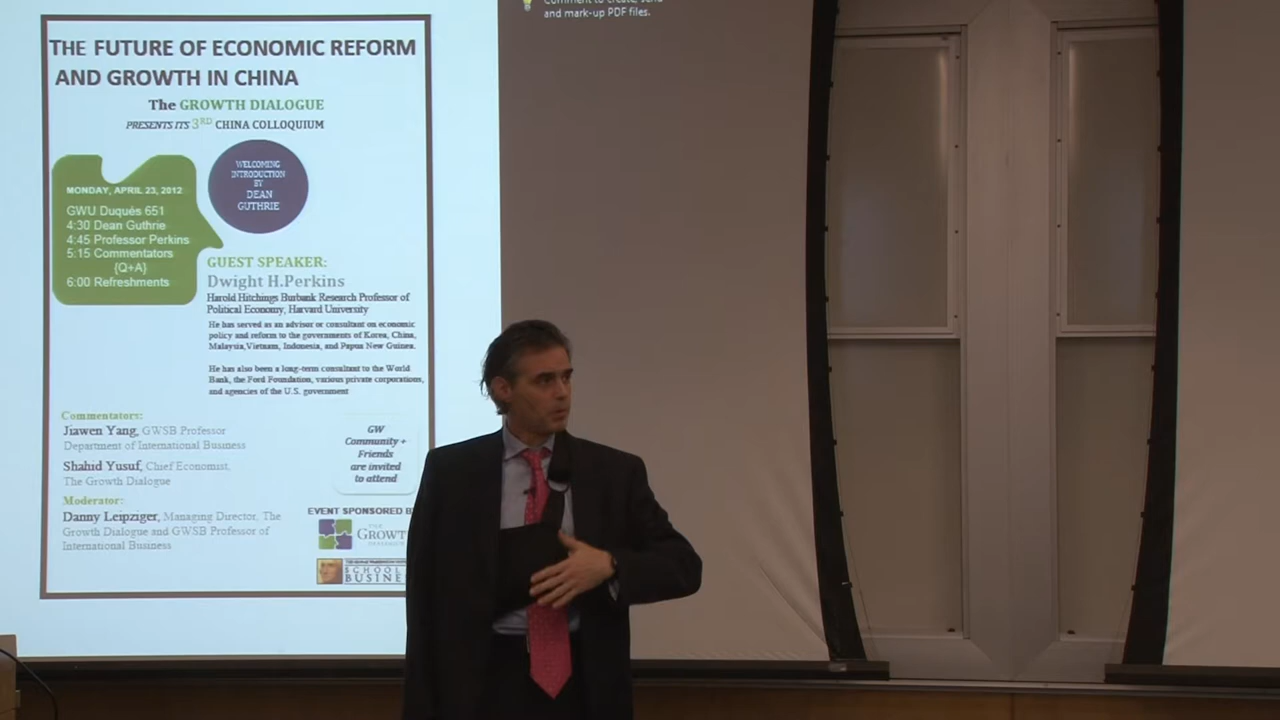 Comment to create, send
and mark-up PDF files.
THE FUTURE OF ECONOMIC REFORM
AND GROWTH IN CHINA
The GROWTH DIALOGUE
PRESENTS ITS 3RD CHINA COLLOQUIUM
WELCOMING
INTRODUCTION
BY
DEAN
GUTHRIE
MONDAY, APRIL 23, 2012
GWU Duquès 651
4:30 Dean Guthrie
4:45 Professor Perkins
5:15 Commentators
{Q+A}
6:00 Refreshments
GUEST SPEAKER:
Dwight H.Perkins
Harold Hitchings Burbank Research Professor of
Political Economy, Harvard University
He has served as an advisor or consultant on economic
policy and reform to the governments of Korea, China,
Malaysia,Vietnam, Indonesia, and Papua New Guinea.
He has also been a long-term consultant to the World
Bank, the Ford Foundation, various private corporations,
and agencies of the U.S. government
Commentators:
Jiawen Yang, GWSB Professor
Department of International Business
Shahid Yusuf, Chief Economist,
The Growth Dialogue
Moderator:
Danny Leipziger, Managing Director, The
Growth Dialogue and GWSB Professor of
International Business
GW
Community +
Friends
are invited
to attend
EVENT SPONSORED B
THE
GROWT
SCHOOL
BUSINE